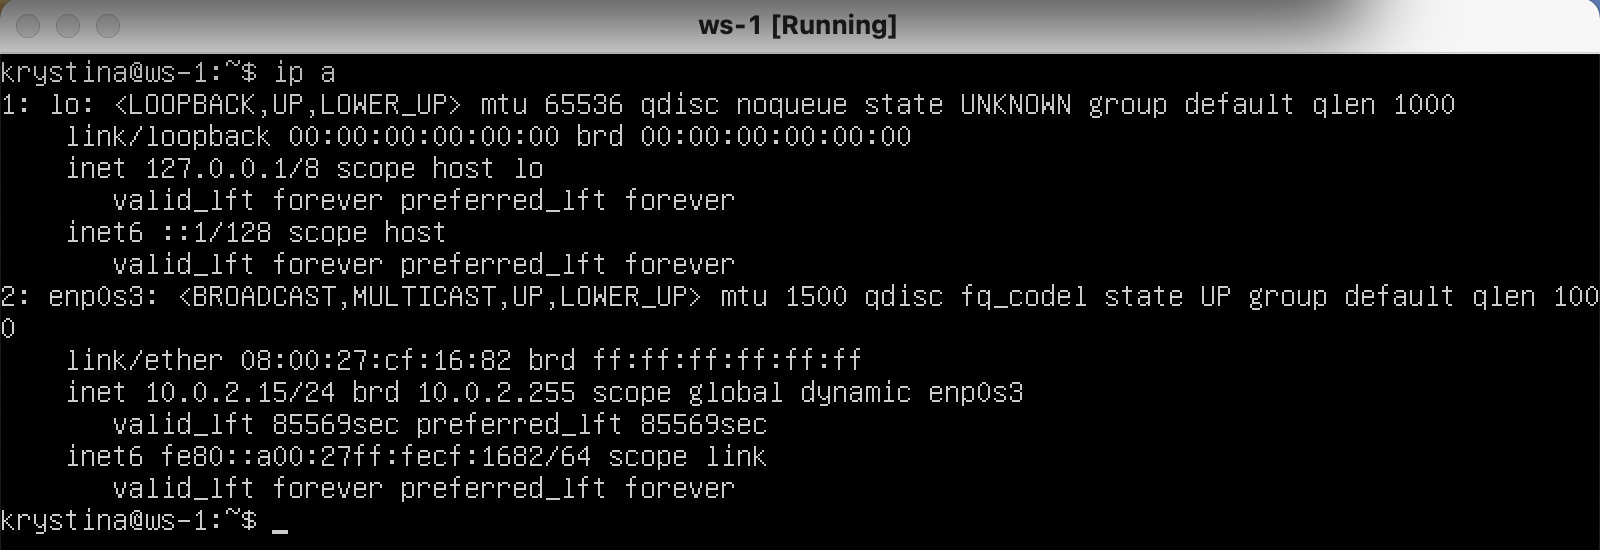 ws-1 [Running]
krystina@ws-1:~$ ip a
1: lo: <LOOPBACK,UP,LOWER_UP> mtu 65536 qdisc noqueue state UNKNOWN group default qlen 1000
    link/loopback 00:00:00:00:00:00 brd 00:00:00:00:00:00
    inet 127.0.0.1/8 scope host lo
       valid_lft forever preferred_lft forever
    inet6 ::1/128 scope host
       valid_lft forever preferred_lft forever
2: enp0s3: <BROADCAST,MULTICAST,UP,LOWER_UP> mtu 1500 qdisc fq_codel state UP group default qlen 100
0
    link/ether 08:00:27:cf:16:82 brd ff:ff:ff:ff:ff:ff
    inet 10.0.2.15/24 brd 10.0.2.255 scope global dynamic enp0s3
       valid_lft 85569sec preferred_lft 85569sec
    inet6 fe80::a00:27ff:fecf:1682/64 scope link
       valid_lft forever preferred_lft forever
krystina@ws-1:~$ _